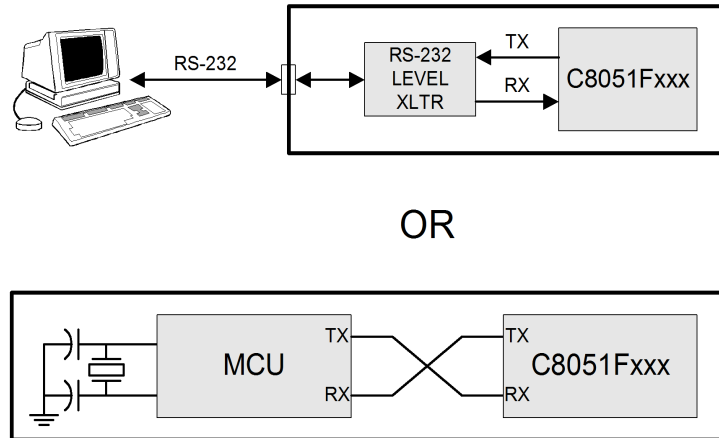 RS-232
RS-232
LEVEL
XLTR
TX
RX
C8051Fxxx
OR
MCU
TX
RX
TX
RX
C8051Fxxx